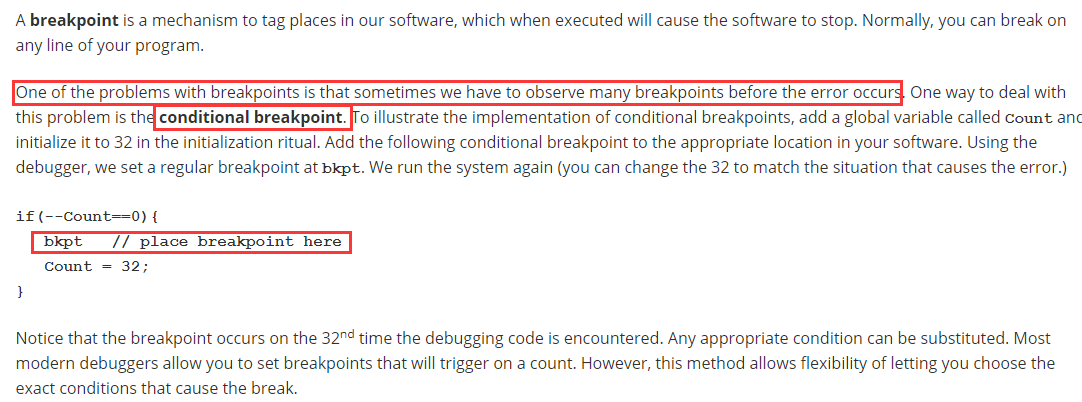 A breakpoint is a mechanism to tag places in our software, which when executed will cause the software to stop. Normally, you can break on
any line of your program.
One of the problems with breakpoints is that sometimes we have to observe many breakpoints before the error occurs. One way to deal with
this problem is the conditional breakpoint. To illustrate the implementation of conditional breakpoints, add a global variable called Count and
initialize it to 32 in the initialization ritual. Add the following conditional breakpoint to the appropriate location in your software. Using the
debugger, we set a regular breakpoint at bkpt. We run the system again (you can change the 32 to match the situation that causes the error.)
if(--Count==0){
bkpt // place breakpoint here
Count = 32;
}
Notice that the breakpoint occurs on the 32nd time the debugging code is encountered. Any appropriate condition can be substituted. Most
modern debuggers allow you to set breakpoints that will trigger on a count. However, this method allows flexibility of letting you choose the
exact conditions that cause the break.